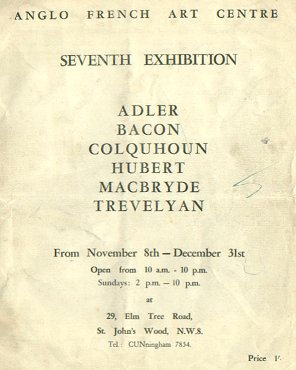 ANGLO FRENCH ART CENTRE
SEVENTH EXHIBITION
ADLER
BACON
COLQUHOUN
HUBERT
MACBRYDE
TREVELYAN
From November 8th — December 31st
Open from 10 a.m. - 10 p.m.
Sundays: 2 p.m. — 10 p.m.
at
29, Elm Tree Road,
St. John's Wood, N.W.8.
Tel.: CUNningham 7834.
Price 1/-